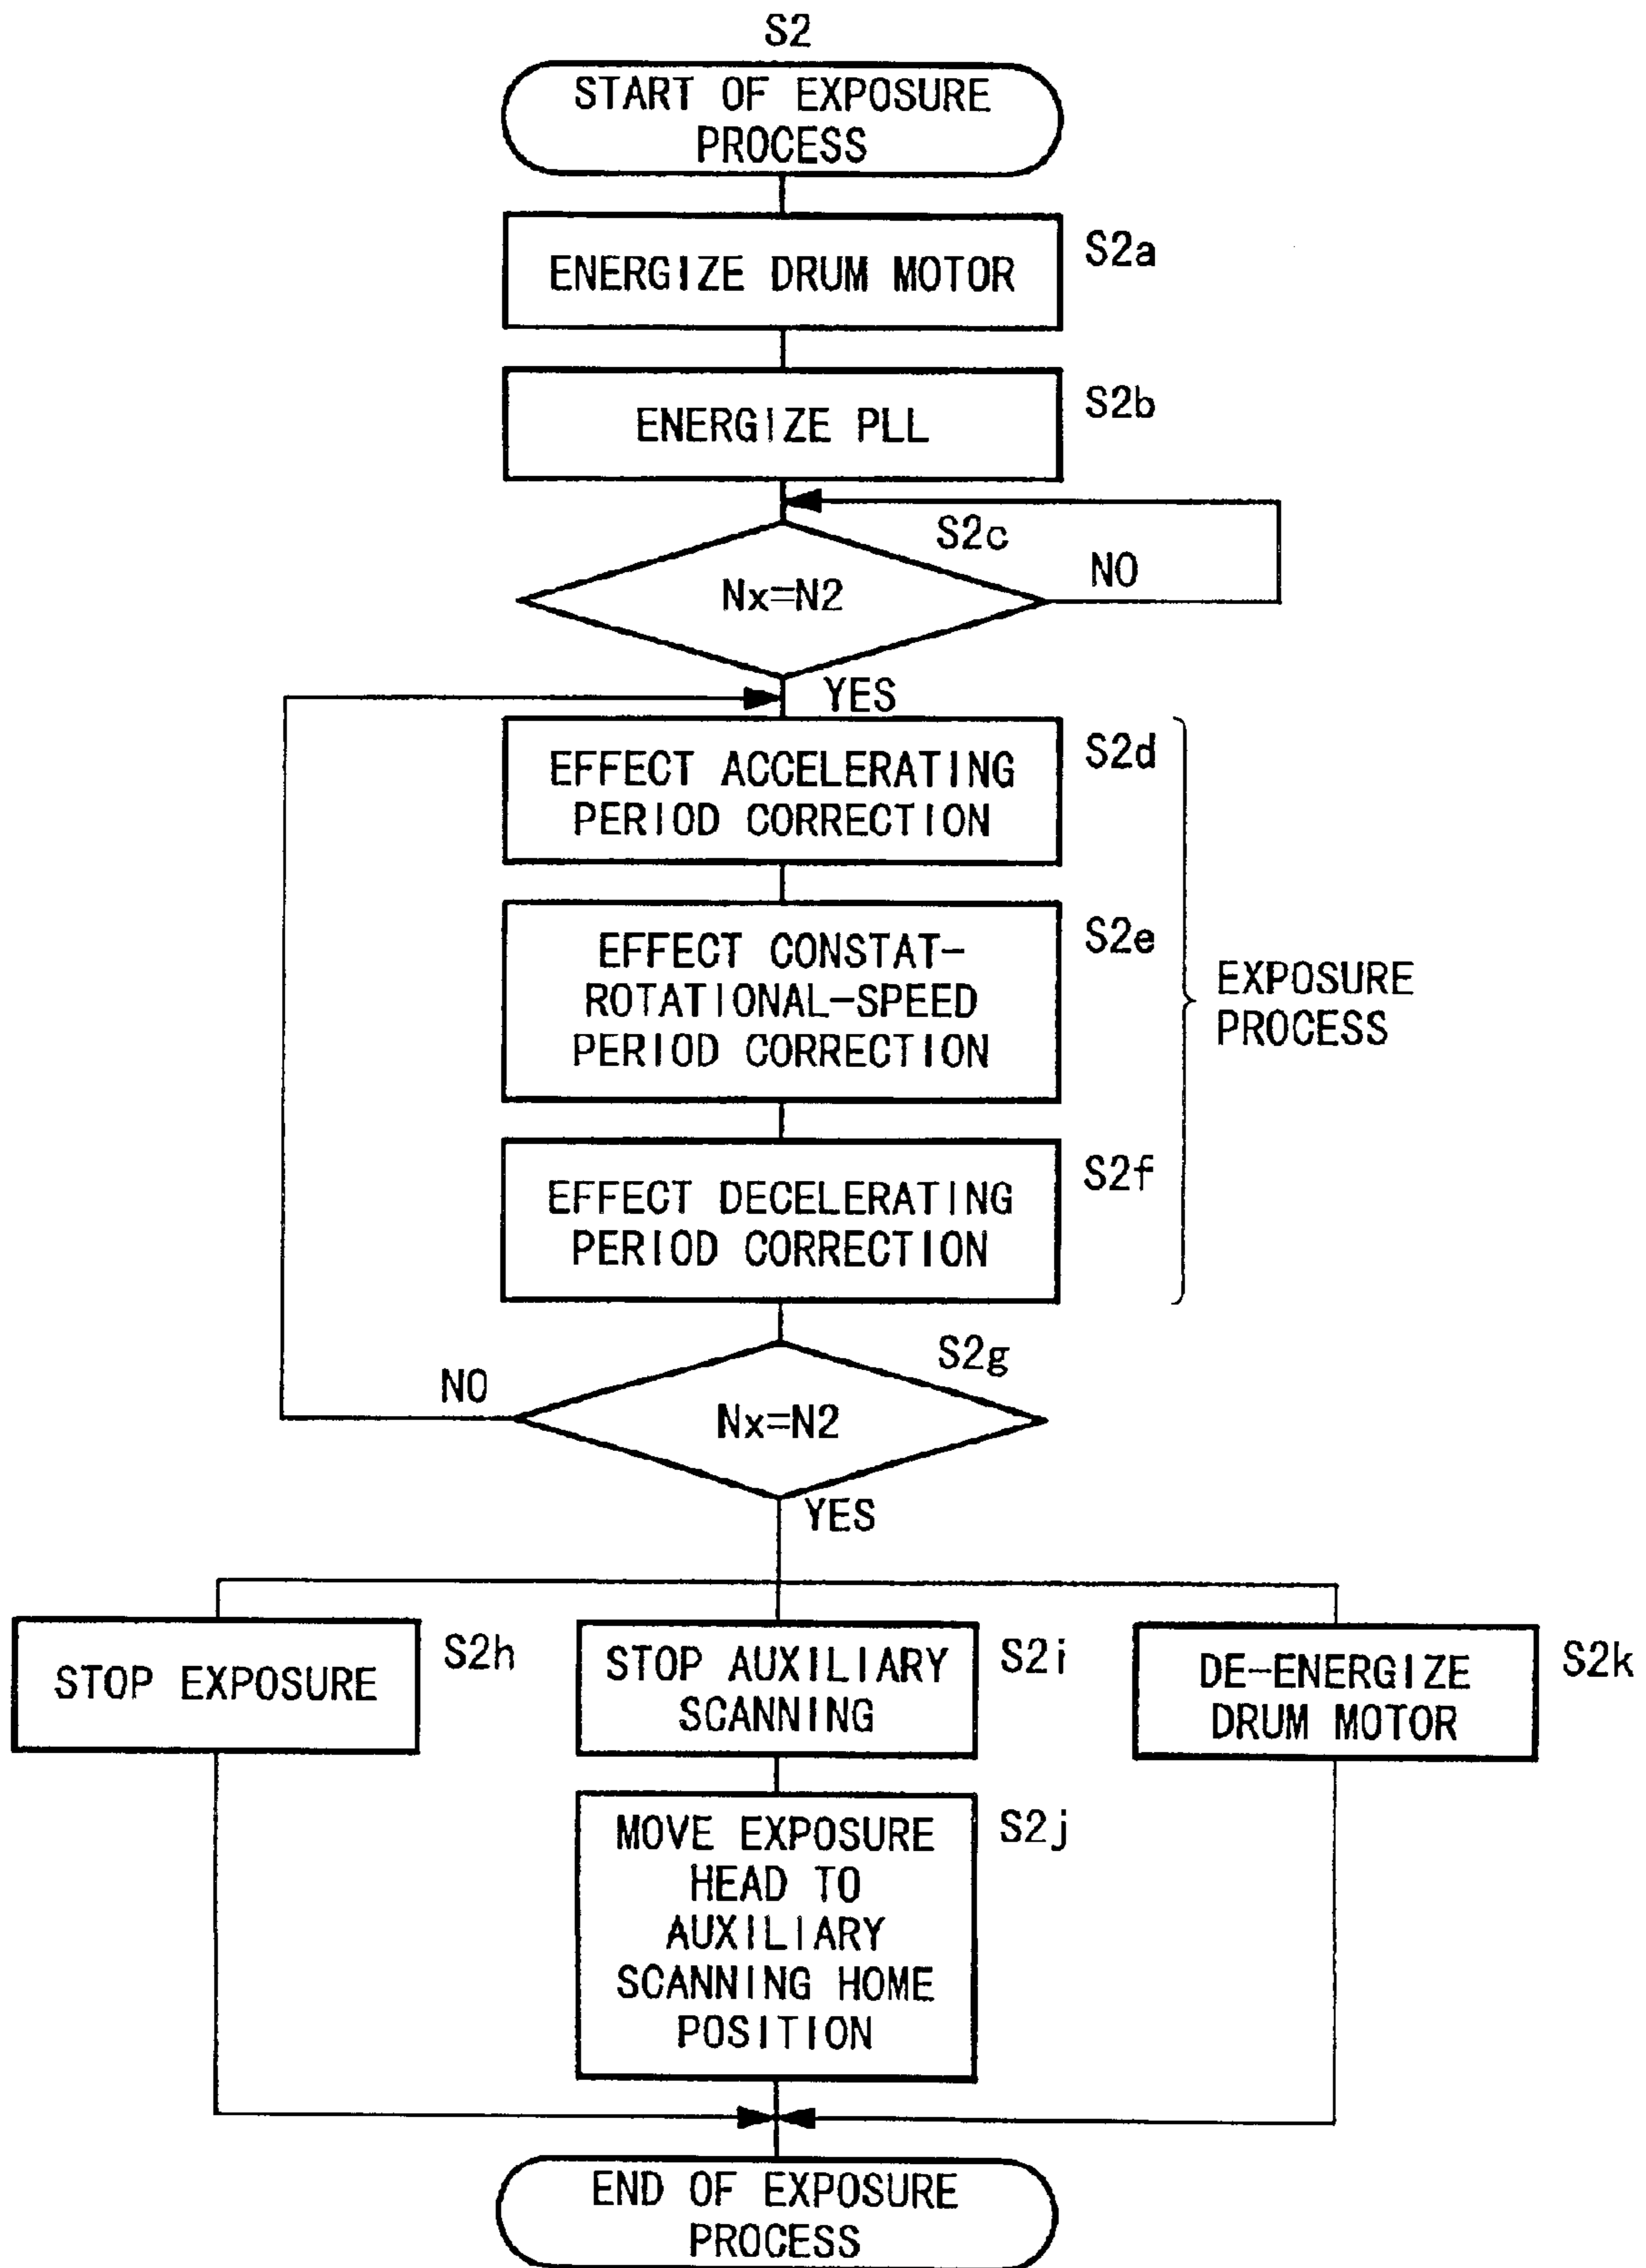 S2
START OF EXPOSURE
PROCESS
ENERGIZE DRUM MOTOR
S2a
ENERGIZE PLL
S2b
S2c
Nx=N2
NO
YES
EFFECT ACCELERATING
PERIOD CORRECTION
S2d
EFFECT CONSTAT-
ROTATIONAL-SPEED
PERIOD CORRECTION
S2e
EXPOSURE
PROCESS
EFFECT DECELERATING
PERIOD CORRECTION
S2f
S2g
NO
Nx=N2
YES
STOP EXPOSURE
S2h
STOP AUXILIARY
SCANNING
S2i
DE-ENERGIZE
DRUM MOTOR
S2k
MOVE EXPOSURE
HEAD TO
AUXILIARY
SCANNING HOME
POSITION
S2j
END OF EXPOSURE
PROCESS